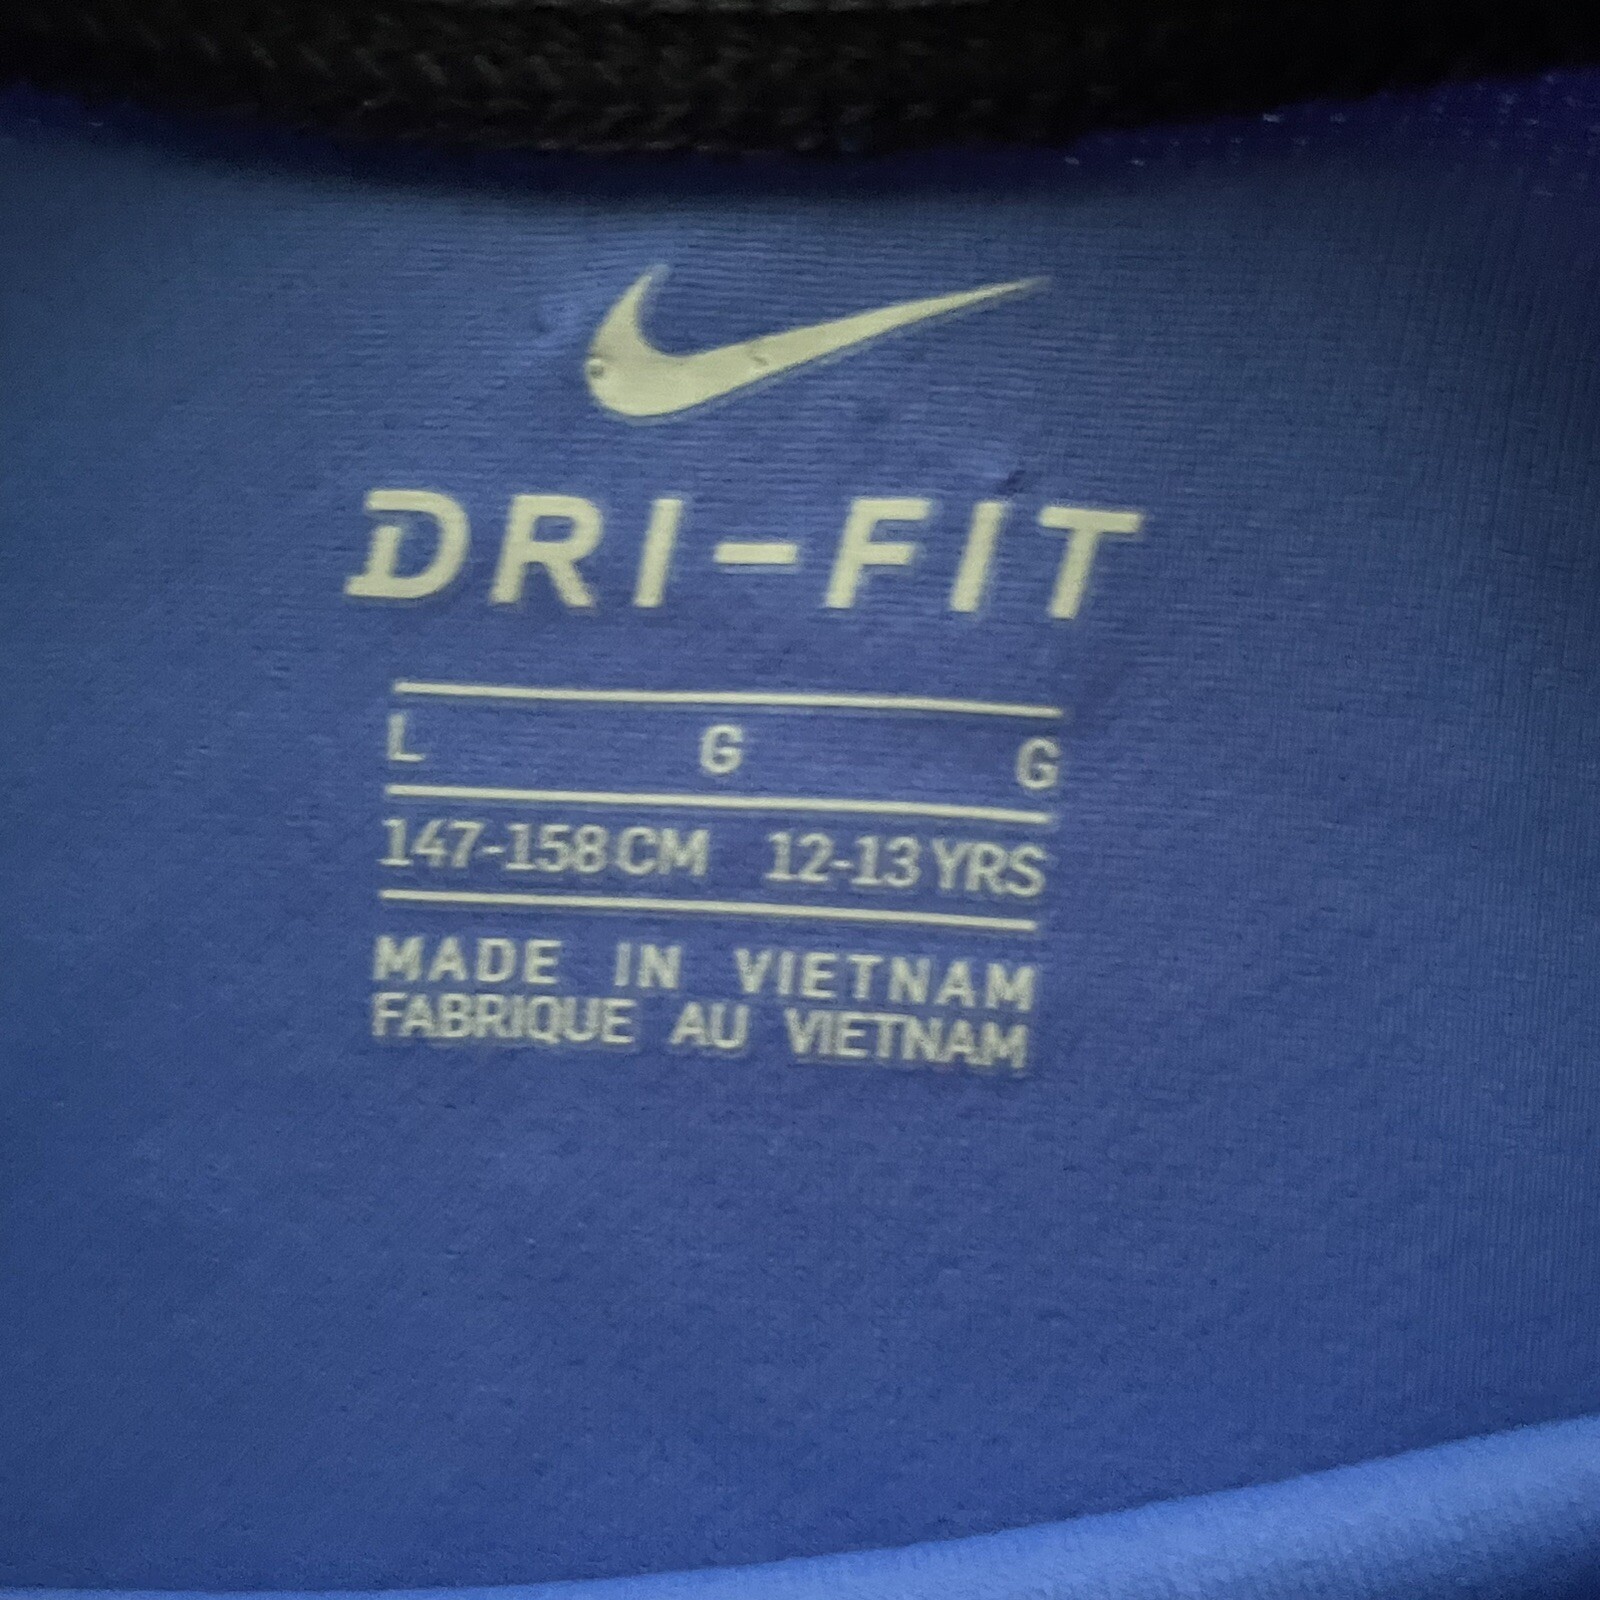 DRI-FIT
L G G
147-158 CM 12-13 YRS
MADE IN VIETNAM
FABRIQUE AU VIETNAM